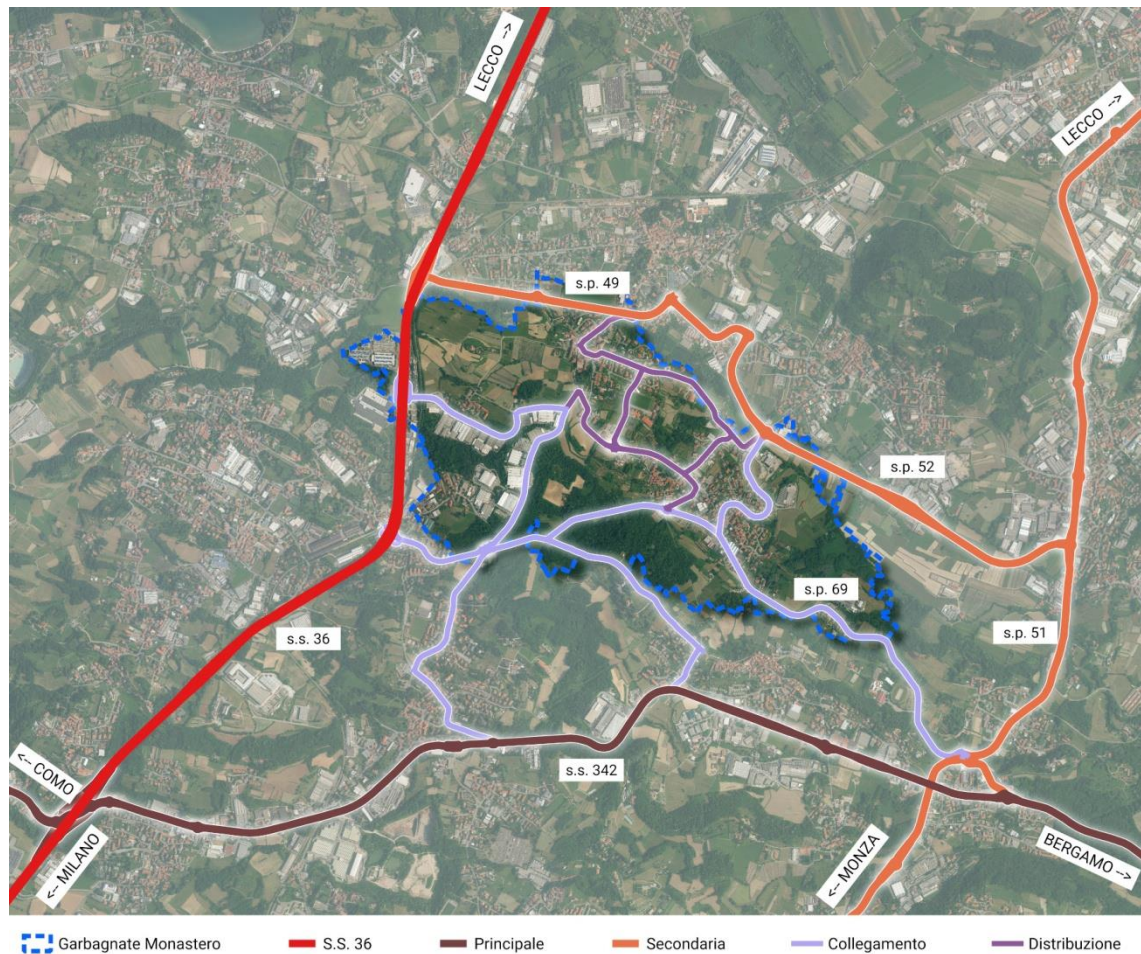 LECCO -->
LECCO -->
s.p. 49
s.p. 52
s.p. 69
s.p. 51
s.s. 36
s.s. 342
<-- COMO
<-- MILANO
<-- MONZA
BERGAMO -->
Garbagnate Monastero
S.S. 36
Principale
Secondaria
Collegamento
Distribuzione